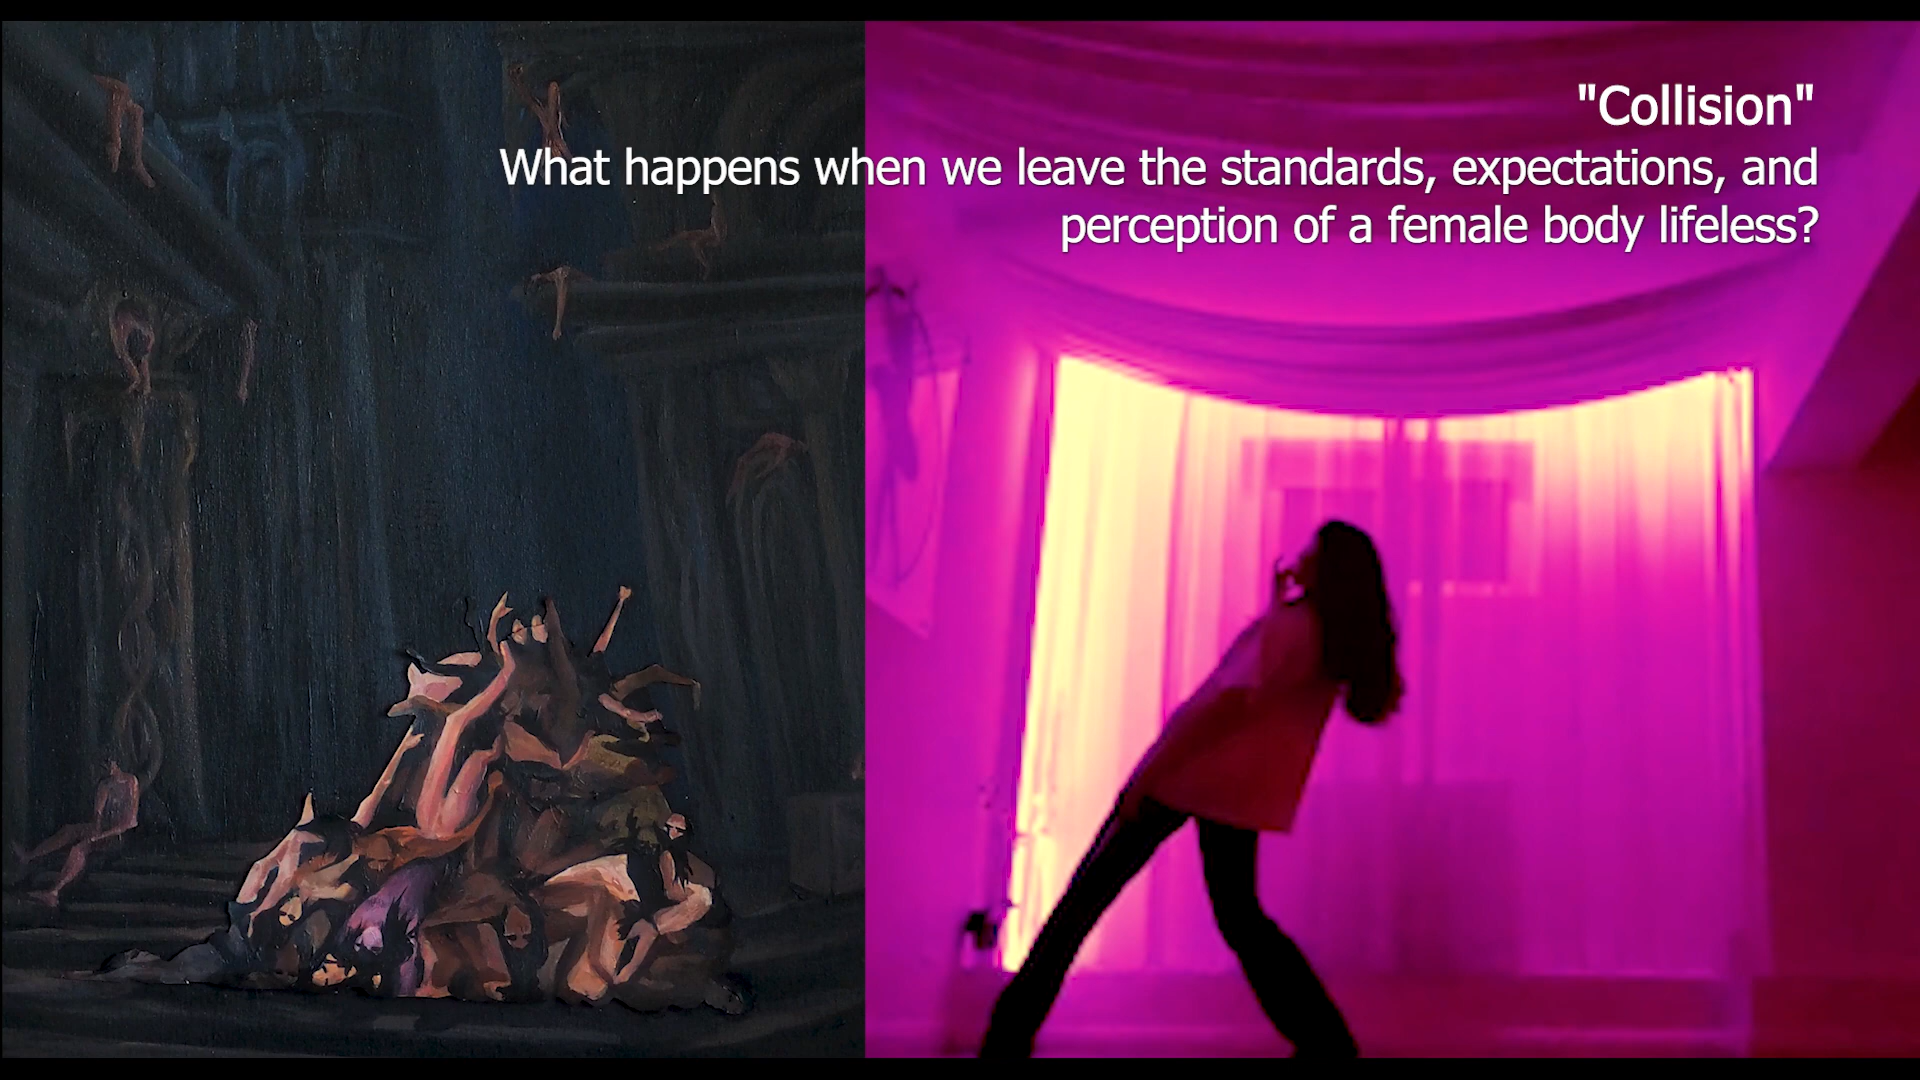 "Collision"
What happens when we leave the standards, expectations, and
perception of a female body lifeless?